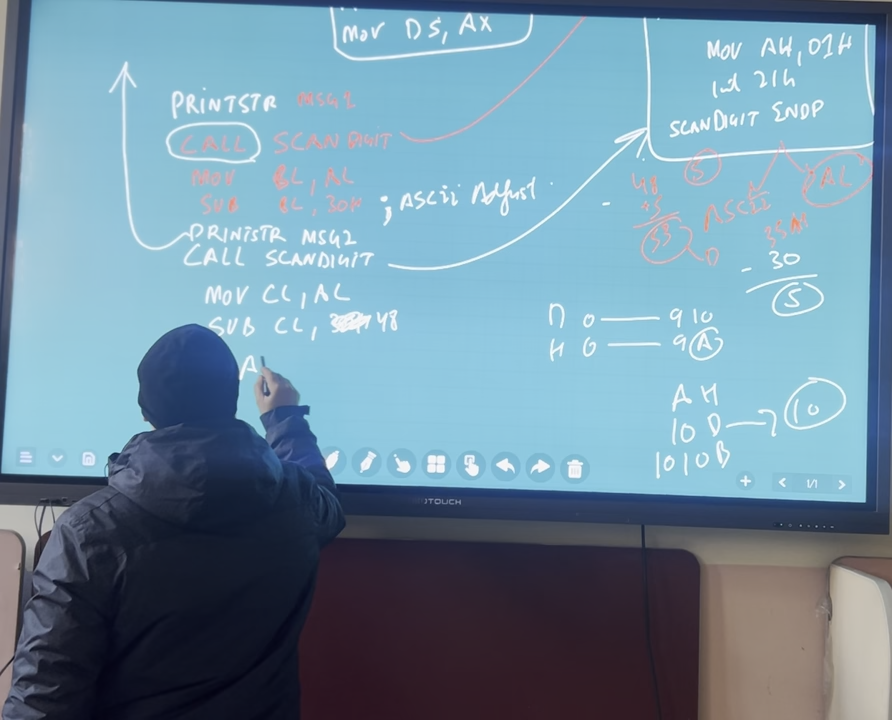 MOV DS, AX
PRINTSTR MSG1
CALL SCANDIGIT
MOV BL, AL
SUB BL, 30H ; ASCii Adjust
PRINTSTR MSG2
CALL SCANDIGIT
MOV CL, AL
SUB CL, 48
A
MOV AH, 01H
int 21h
SCANDIGIT ENDP
5
AL
48
ASCII
53
D
35H
- 30
5
D 0 — 9 10
H 0 — 9 A
AH
10 D → 10
1010B